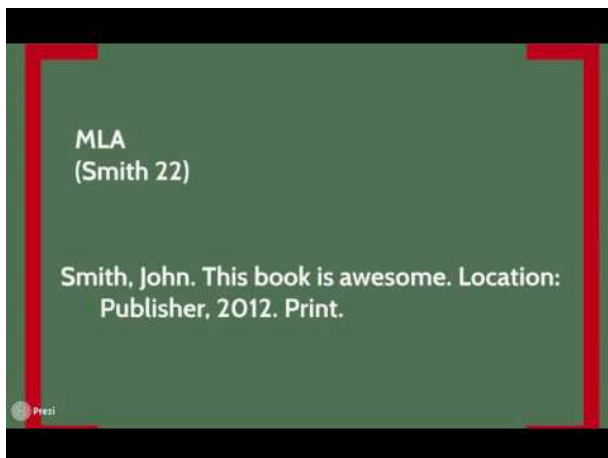 MLA
(Smith 22)
Smith, John. This book is awesome. Location:
Publisher, 2012. Print.
Prezi